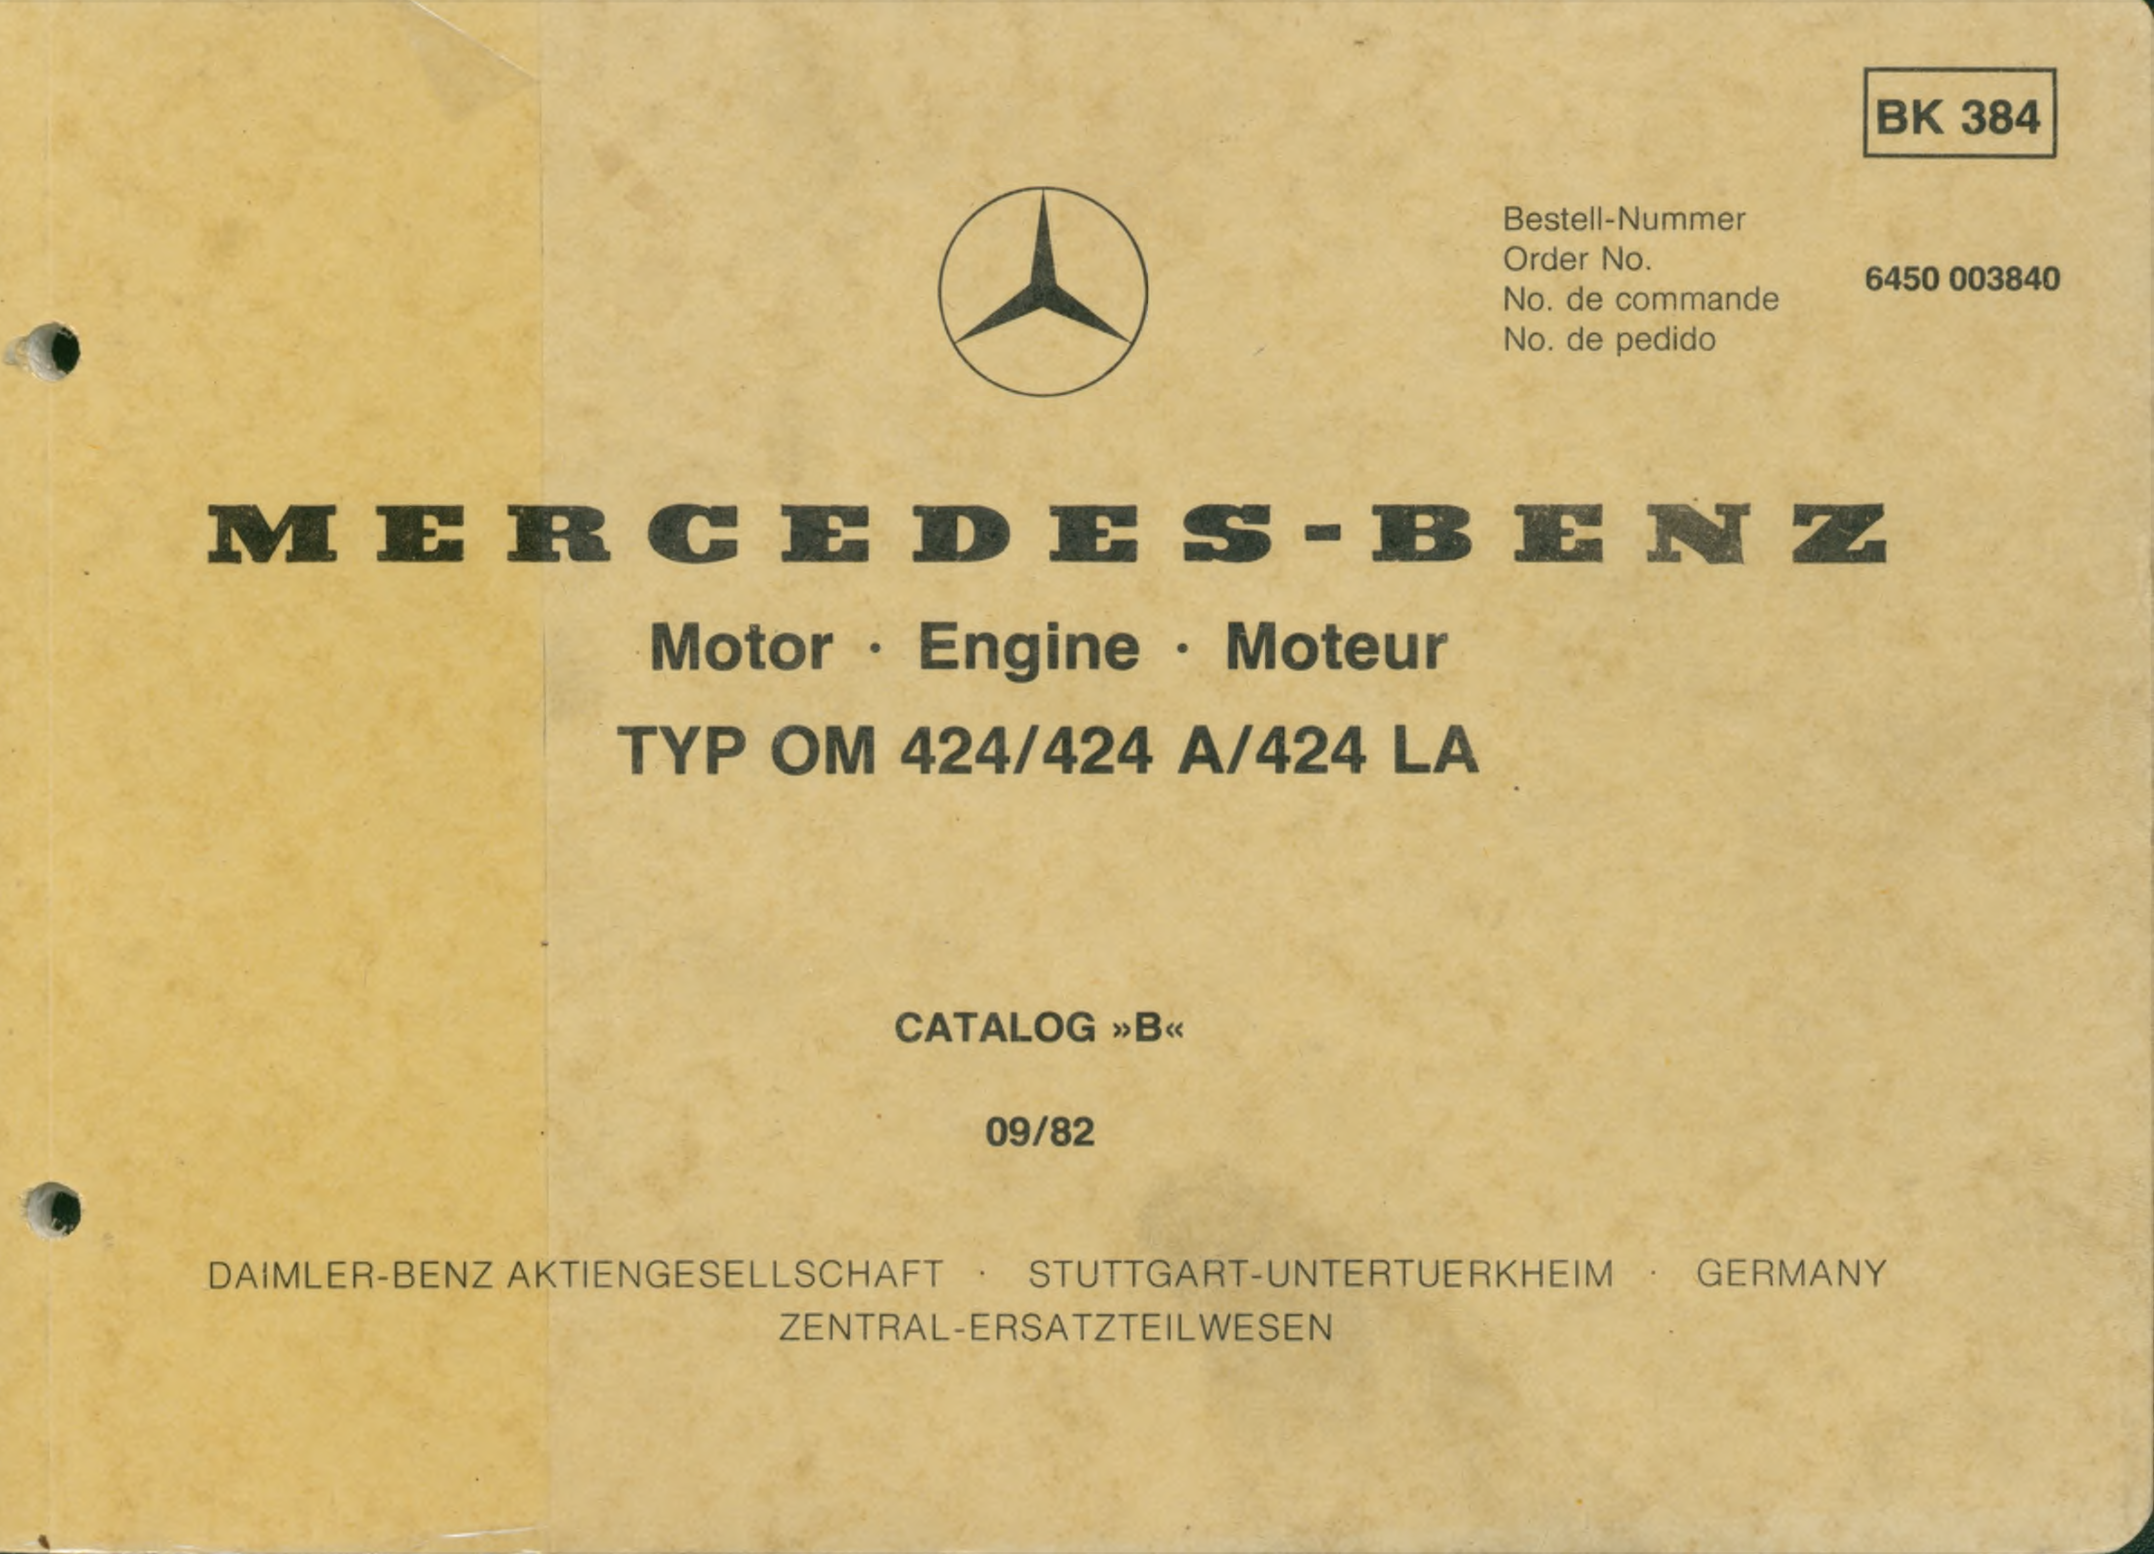 BK 384
Bestell-Nummer
Order No.
No. de commande
No. de pedido
6450 003840
MERCEDES-BENZ
Motor · Engine · Moteur
TYP OM 424/424 A/424 LA
CATALOG »B«
09/82
DAIMLER-BENZ AKTIENGESELLSCHAFT · STUTTGART-UNTERTUERKHEIM · GERMANY
ZENTRAL-ERSATZTEILWESEN